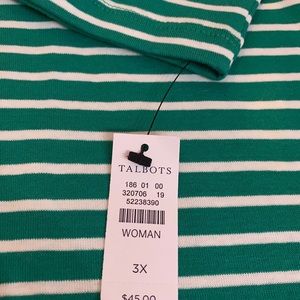 TALBOTS
186 01 00
320706 19
52238390
WOMAN
3X
$45.00